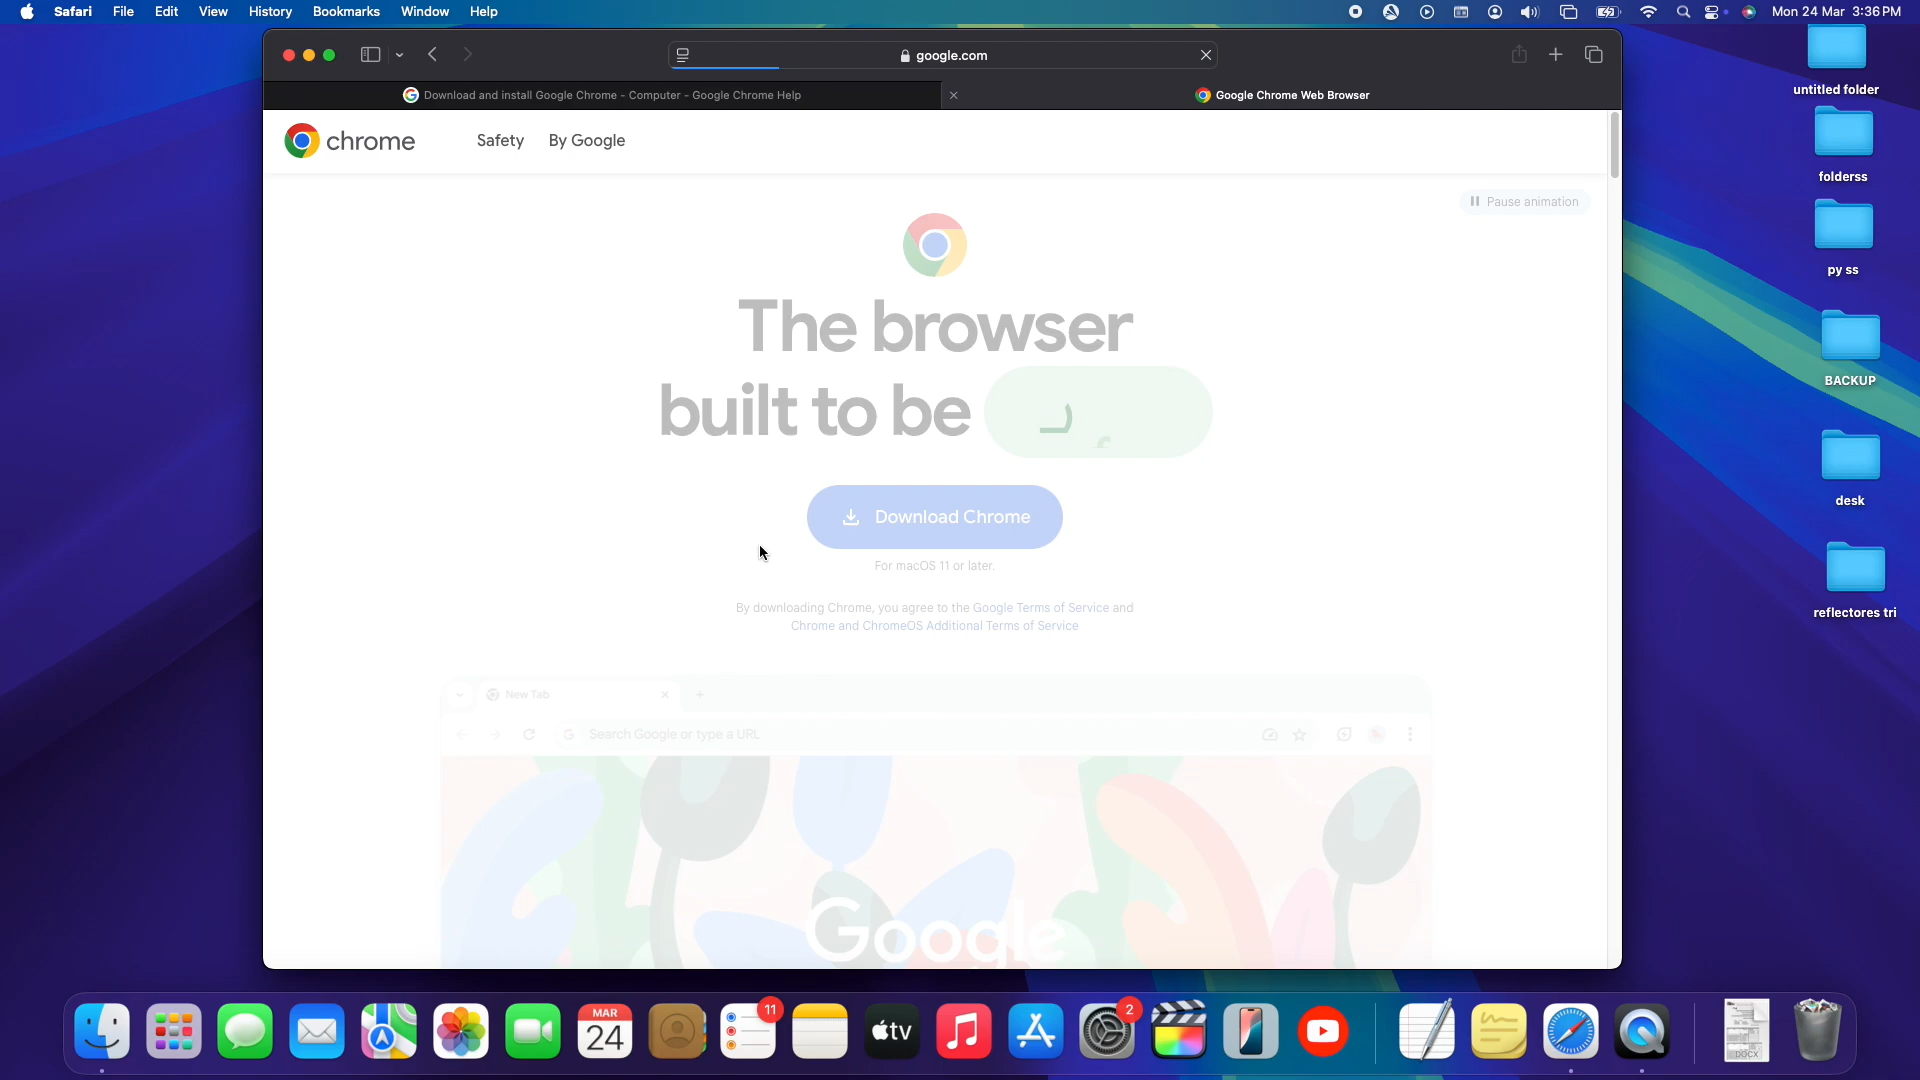 Safari File Edit View History Bookmarks Window Help
Mon 24 Mar 3:36 PM
google.com
Download and install Google Chrome - Computer - Google Chrome Help
Google Chrome Web Browser
chrome
Safety By Google
Pause animation
The browser
built to be
Download Chrome
For macOS 11 or later.
By downloading Chrome, you agree to the Google Terms of Service and
Chrome and ChromeOS Additional Terms of Service
New Tab
G Search Google or type a URL
Google
untitled folder
folderss
py ss
BACKUP
desk
reflectores tri
MAR
24
11
tv
2
DOCX